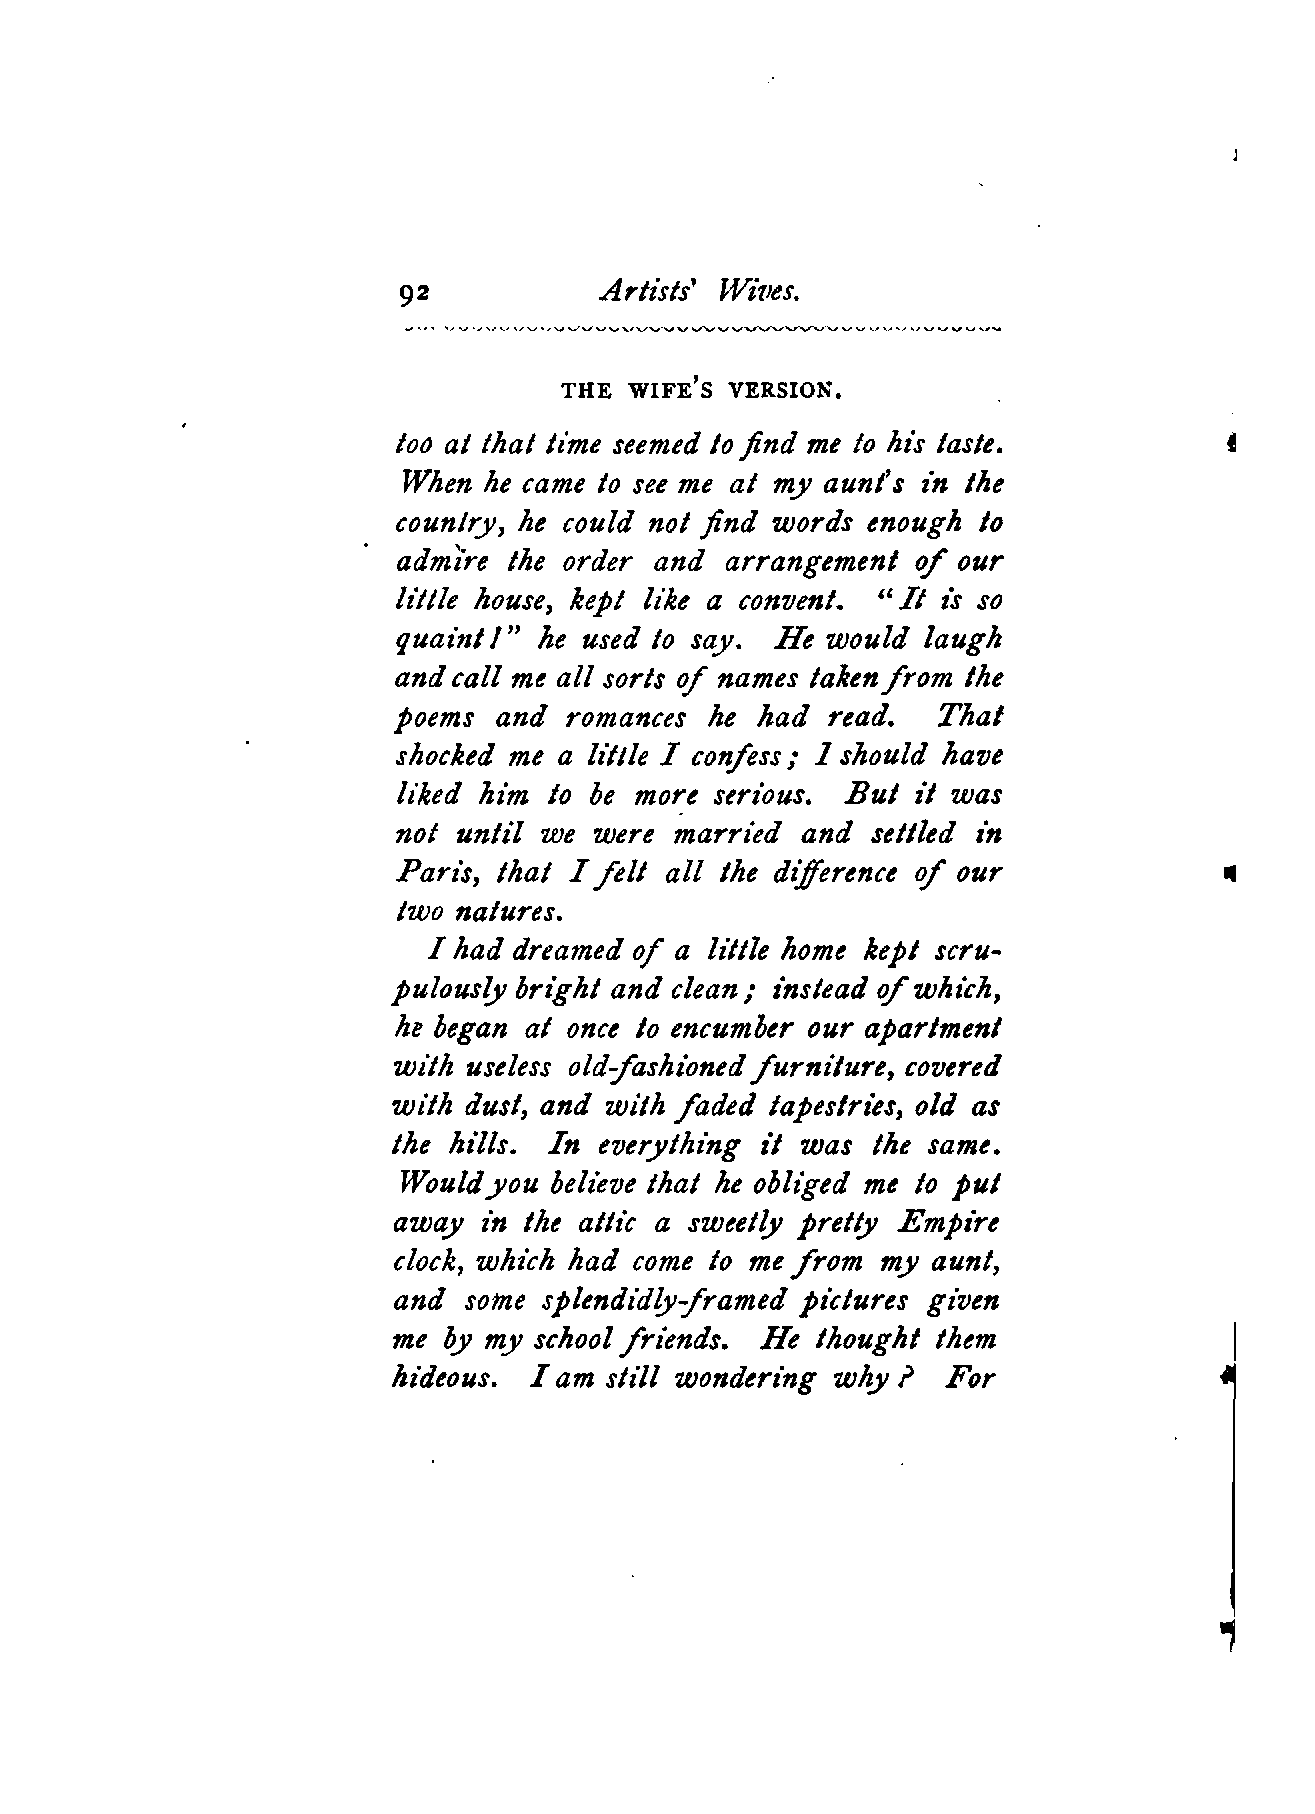 92 Artists' Wives.
THE WIFE'S VERSION.
too at that time seemed to find me to his taste.
When he came to see me at my aunt's in the
country, he could not find words enough to
admire the order and arrangement of our
little house, kept like a convent. "It is so
quaint!" he used to say. He would laugh
and call me all sorts of names taken from the
poems and romances he had read. That
shocked me a little I confess; I should have
liked him to be more serious. But it was
not until we were married and settled in
Paris, that I felt all the difference of our
two natures.
I had dreamed of a little home kept scru-
pulously bright and clean; instead of which,
he began at once to encumber our apartment
with useless old-fashioned furniture, covered
with dust, and with faded tapestries, old as
the hills. In everything it was the same.
Would you believe that he obliged me to put
away in the attic a sweetly pretty Empire
clock, which had come to me from my aunt,
and some splendidly-framed pictures given
me by my school friends. He thought them
hideous. I am still wondering why? For